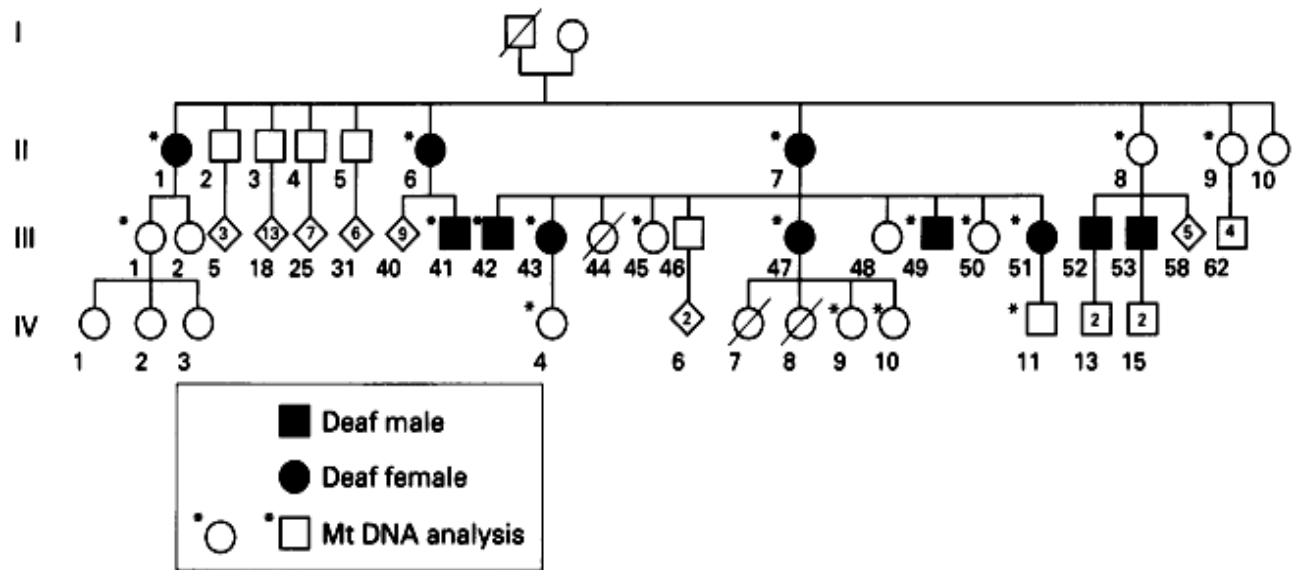 I
II
* * * * *
1 2 3 4 5 6 7 8 9 10
III
* 3 13 7 6 9 * * * * * * * * 5 4
1 2 5 18 25 31 40 41 42 43 44 45 46 47 48 49 50 51 52 53 58 62
IV
* 2 * * * 2 2
1 2 3 4 6 7 8 9 10 11 13 15
Deaf male
Deaf female
* * Mt DNA analysis